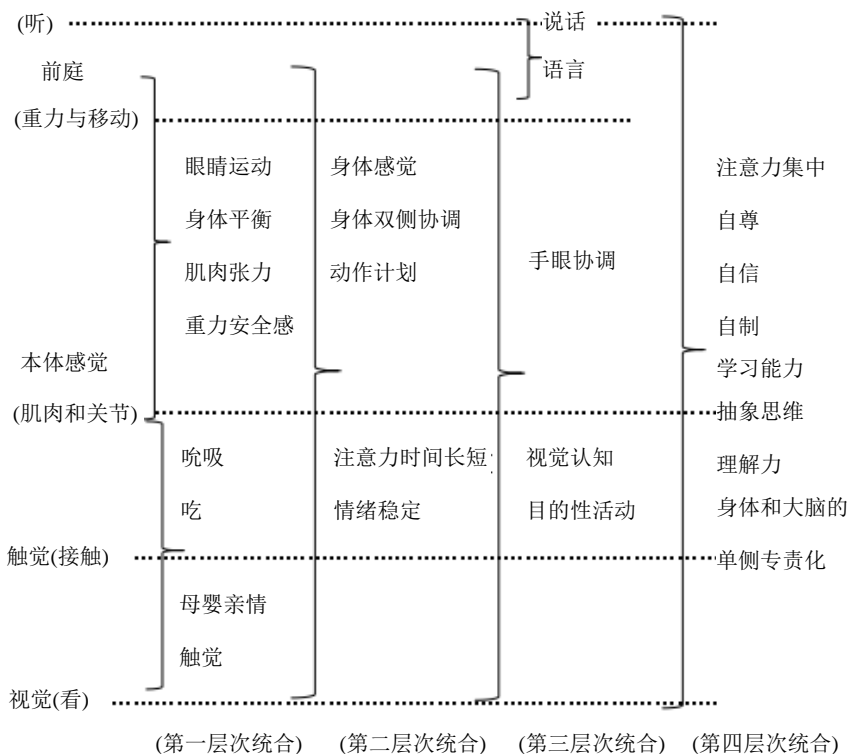 (听) 说话
前庭 语言
(重力与移动)
眼睛运动 身体感觉 注意力集中
身体平衡 身体双侧协调 自尊
手眼协调
肌肉张力 动作计划 自信
重力安全感 自制
本体感觉 学习能力
(肌肉和关节) 抽象思维
吮吸 注意力时间长短 视觉认知 理解力
吃 情绪稳定 目的性活动 身体和大脑的
触觉(接触) 单侧专责化
母婴亲情
触觉
视觉(看)
(第一层次统合) (第二层次统合) (第三层次统合) (第四层次统合)